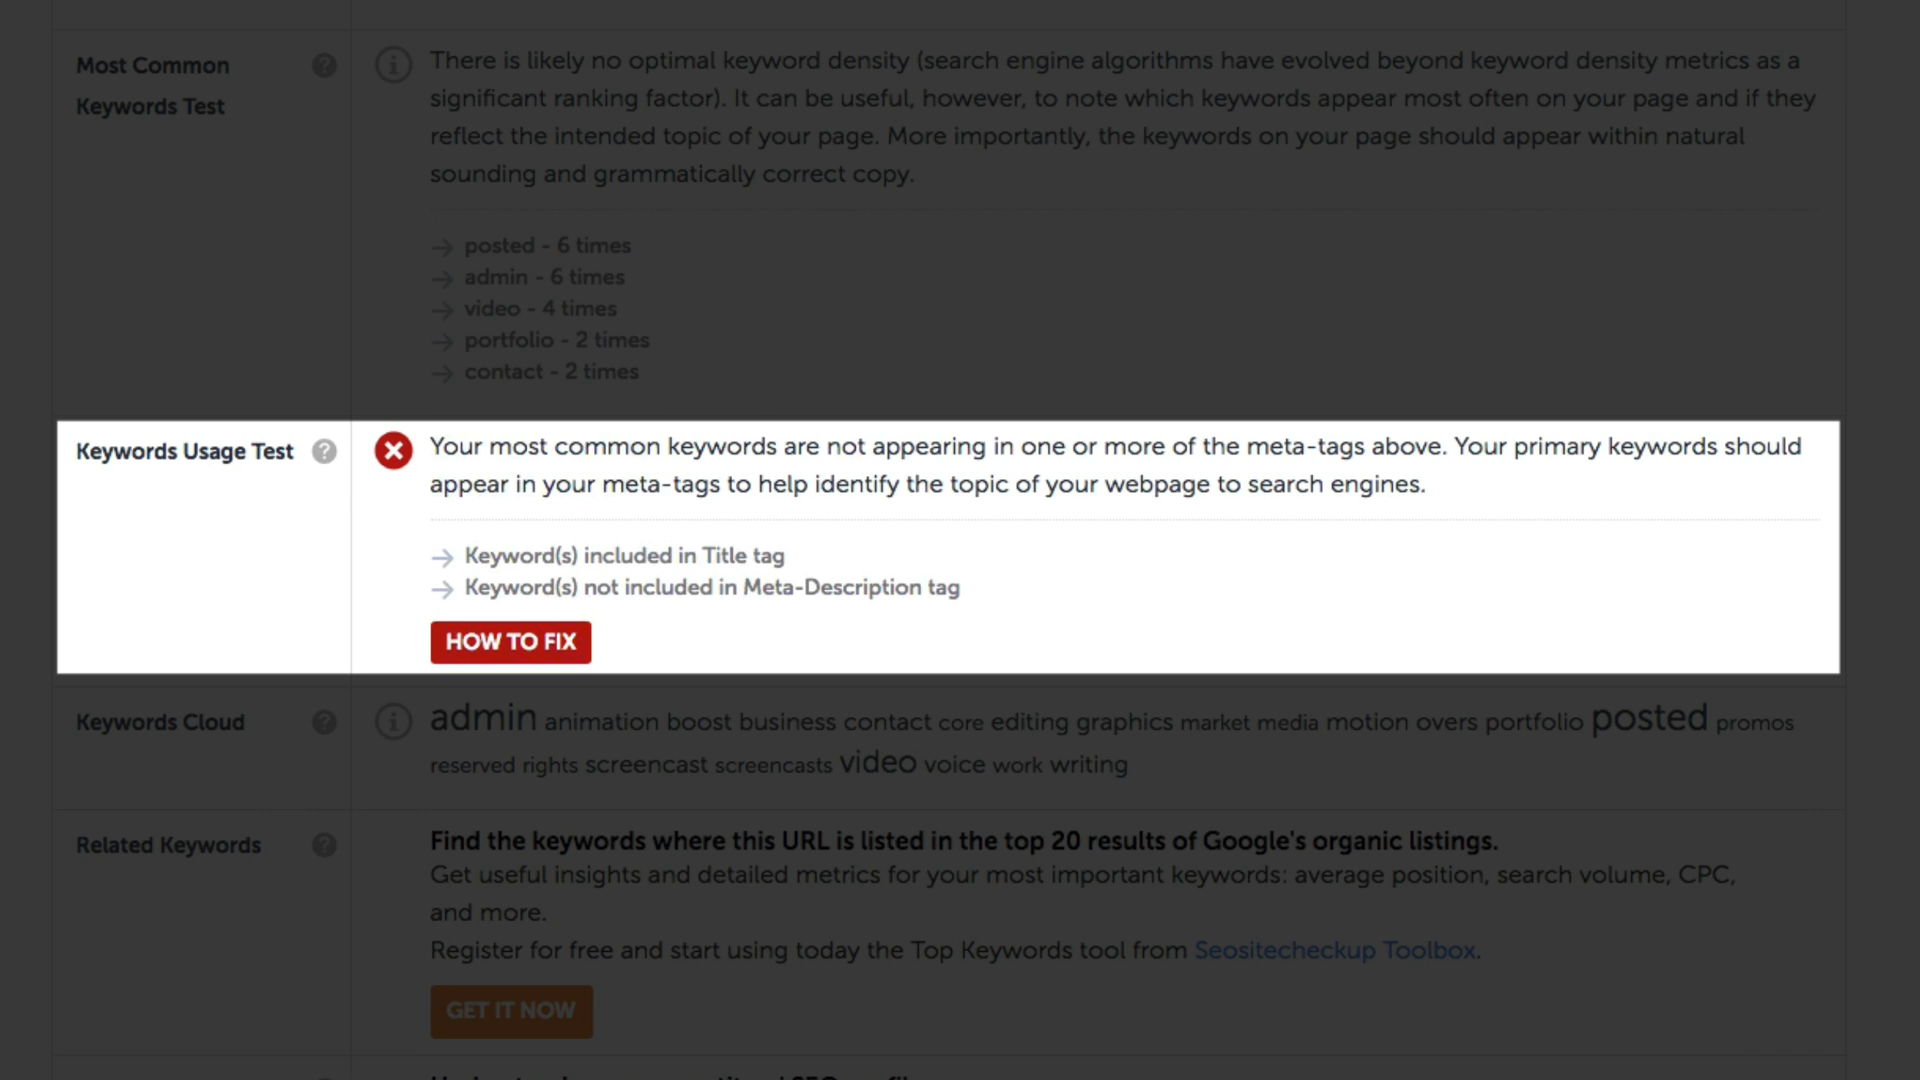 Most Common
Keywords Test
There is likely no optimal keyword density (search engine algorithms have evolved beyond keyword density metrics as a
significant ranking factor). It can be useful, however, to note which keywords appear most often on your page and if they
reflect the intended topic of your page. More importantly, the keywords on your page should appear within natural
sounding and grammatically correct copy.
→ posted - 6 times
→ admin - 6 times
→ video - 4 times
→ portfolio - 2 times
→ contact - 2 times
Keywords Usage Test
Your most common keywords are not appearing in one or more of the meta-tags above. Your primary keywords should
appear in your meta-tags to help identify the topic of your webpage to search engines.
→ Keyword(s) included in Title tag
→ Keyword(s) not included in Meta-Description tag
HOW TO FIX
Keywords Cloud
admin animation boost business contact core editing graphics market media motion overs portfolio posted promos
reserved rights screencast screencasts video voice work writing
Related Keywords
Find the keywords where this URL is listed in the top 20 results of Google's organic listings.
Get useful insights and detailed metrics for your most important keywords: average position, search volume, CPC,
and more.
Register for free and start using today the Top Keywords tool from Seositecheckup Toolbox.
GET IT NOW